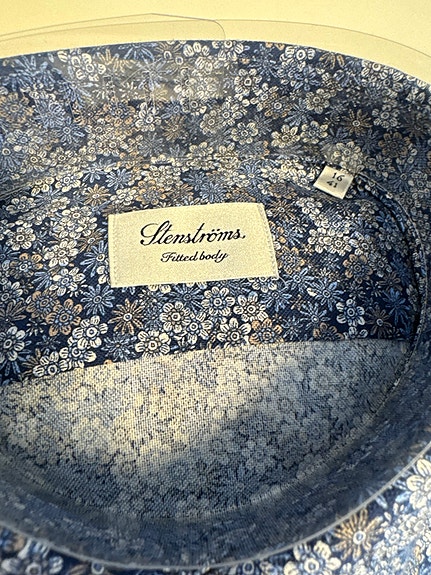 16
41
Stenströms.
Fitted body